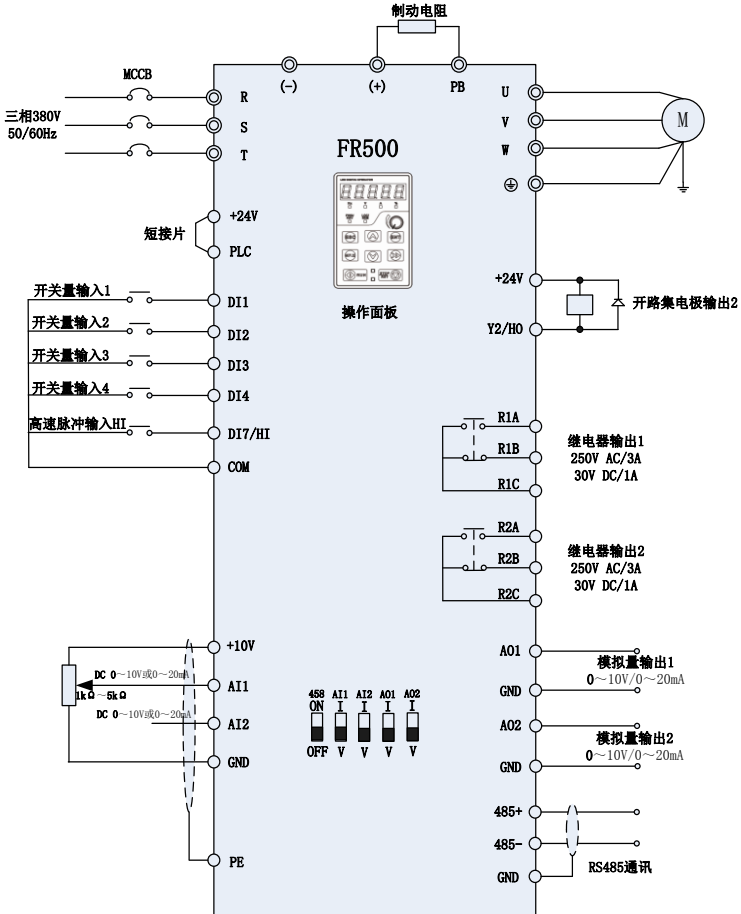 制动电阻
MCCB
三相380V
50/60Hz
(-)
(+)
PB
R
S
T
U
V
W
M
FR500
+24V
短接片
PLC
操作面板
开关量输入1
DI1
开关量输入2
DI2
开关量输入3
DI3
开关量输入4
DI4
高速脉冲输入HI
DI7/HI
COM
+24V
开路集电极输出2
Y2/HO
R1A
R1B
R1C
继电器输出1
250V AC/3A
30V DC/1A
R2A
R2B
R2C
继电器输出2
250V AC/3A
30V DC/1A
+10V
DC 0～10V或0～20mA
AI1
1kΩ～5kΩ
DC 0～10V或0～20mA
AI2
GND
PE
458 AI1 AI2 AO1 AO2
ON I I I I
OFF V V V V
AO1
模拟量输出1
0～10V/0～20mA
GND
AO2
模拟量输出2
0～10V/0～20mA
GND
485+
485-
RS485通讯
GND